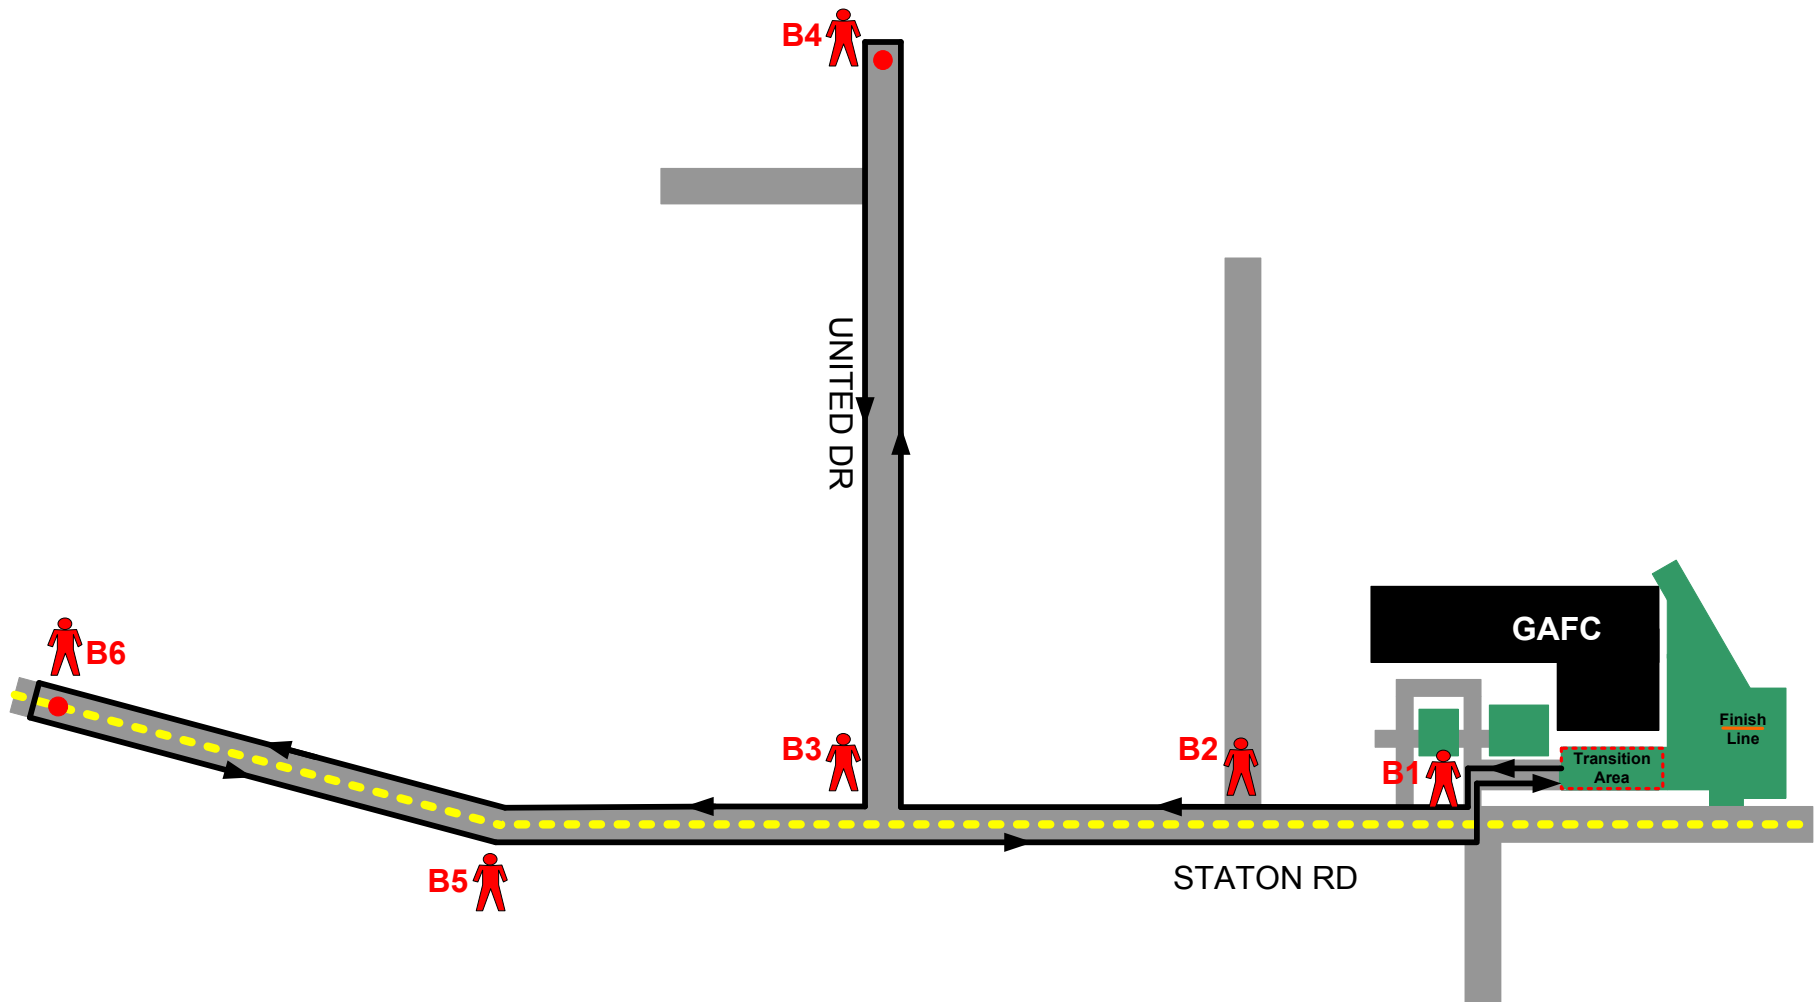 B4
UNITED DR
GAFC
B6
Finish
Line
B3
B2
B1
Transition
Area
B5
STATON RD